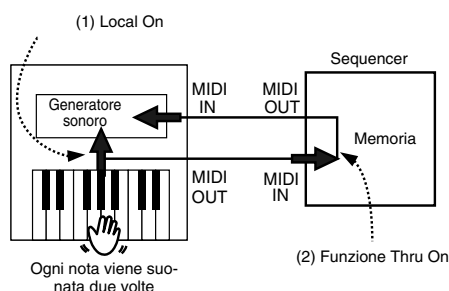 (1) Local On
Sequencer
MIDI
IN
MIDI
OUT
Generatore
sonoro
Memoria
MIDI
OUT
MIDI
IN
(2) Funzione Thru On
Ogni nota viene suo-
nata due volte